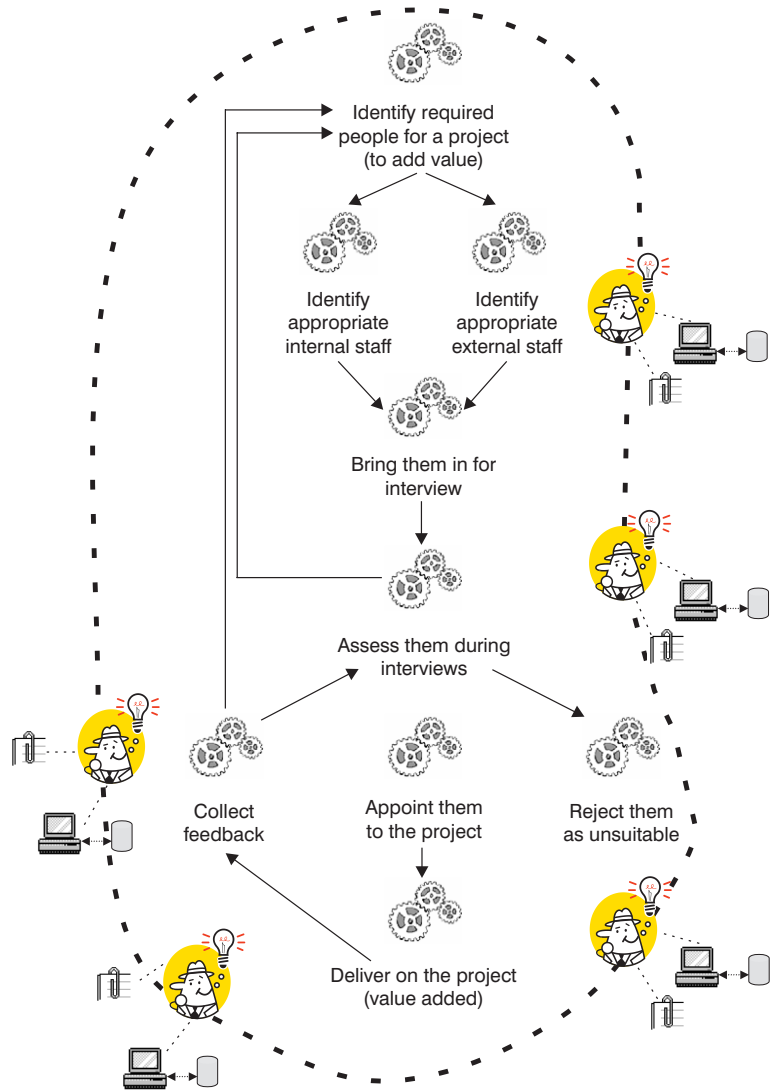 Identify required
people for a project
(to add value)
Identify
appropriate
internal staff
Identify
appropriate
external staff
Bring them in for
interview
Assess them during
interviews
Collect
feedback
Appoint them
to the project
Reject them
as unsuitable
Deliver on the project
(value added)